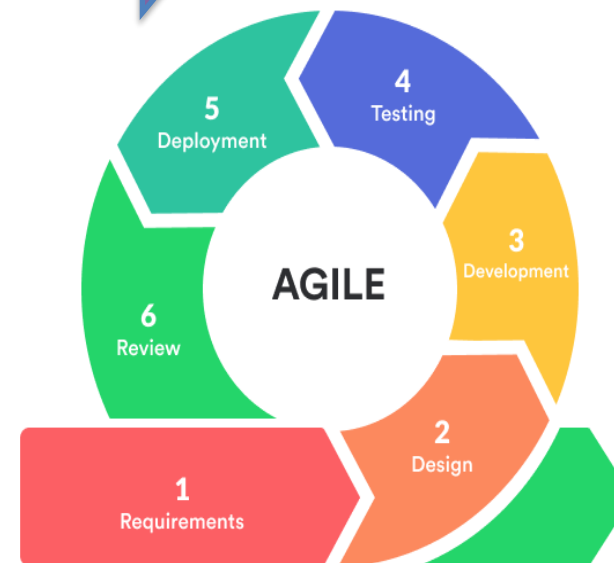 4
Testing
5
Deployment
3
Development
AGILE
6
Review
2
Design
1
Requirements